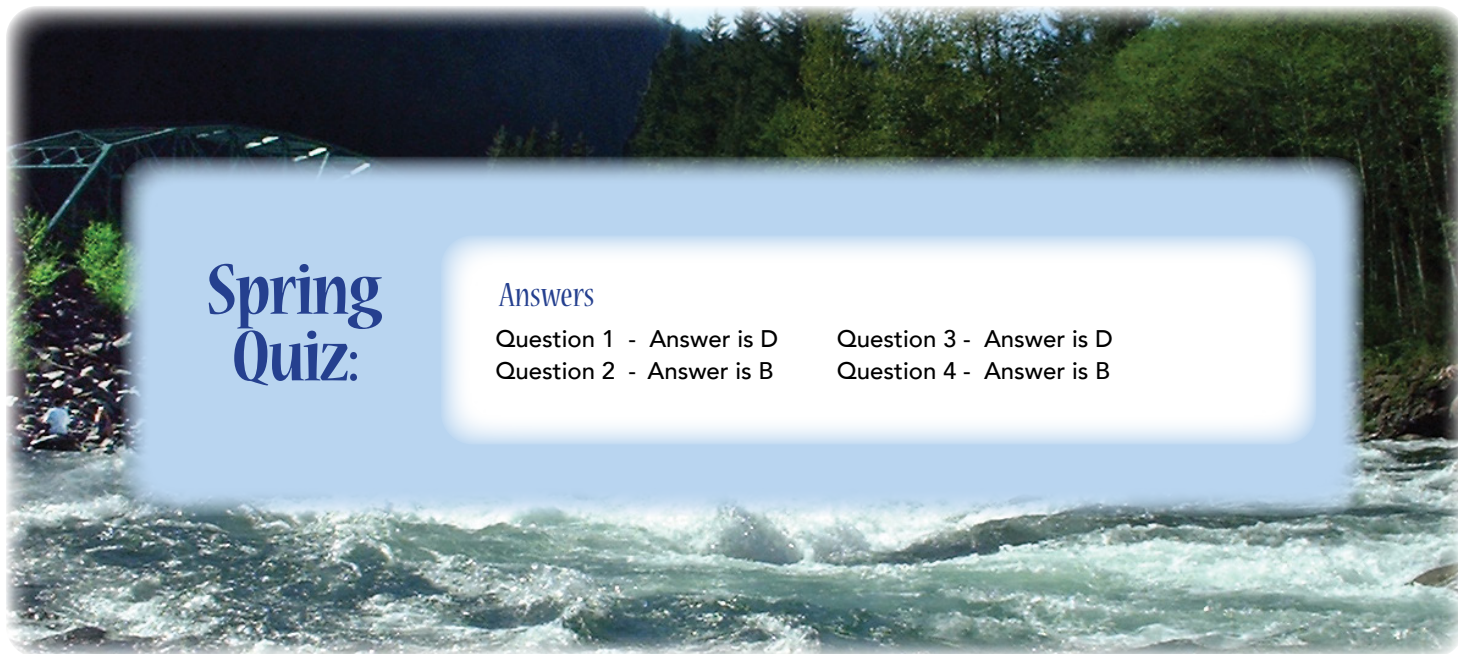 Spring
Quiz:
Answers
Question 1 - Answer is D
Question 2 - Answer is B
Question 3 - Answer is D
Question 4 - Answer is B